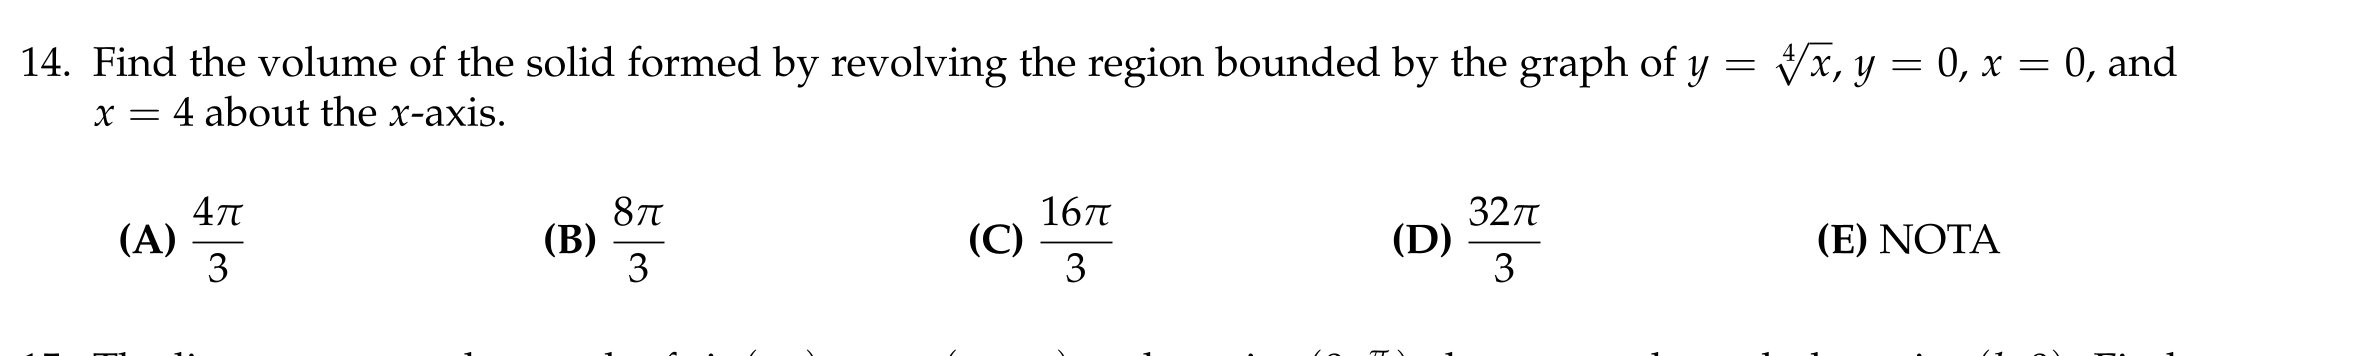 14. Find the volume of the solid formed by revolving the region bounded by the graph of y = ∜x, y = 0, x = 0, and
x = 4 about the x-axis.
(A) 4π/3 (B) 8π/3 (C) 16π/3 (D) 32π/3 (E) NOTA